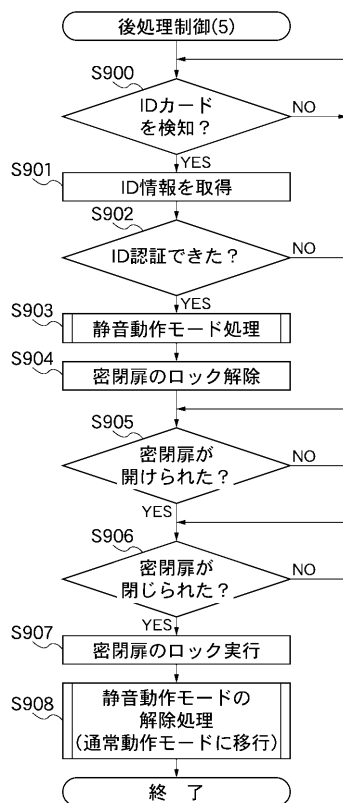 後処理制御(5)
S900
IDカード
を検知？
NO
YES
S901
ID情報を取得
S902
ID認証できた？
NO
YES
S903
静音動作モード処理
S904
密閉扉のロック解除
S905
密閉扉が
開けられた？
NO
YES
S906
密閉扉が
閉じられた？
NO
YES
S907
密閉扉のロック実行
S908
静音動作モードの
解除処理
(通常動作モードに移行)
終 了